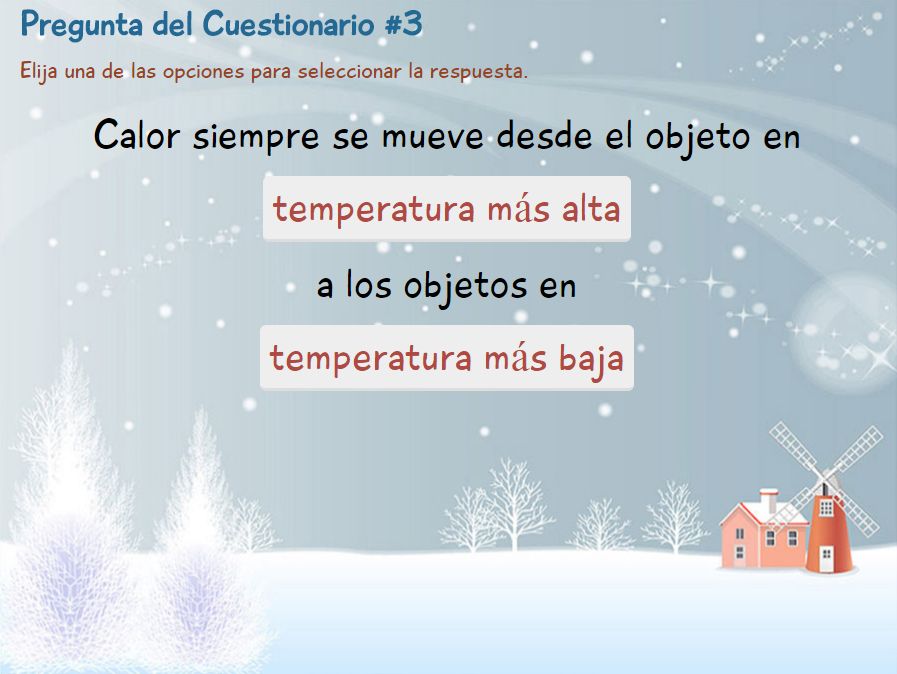 Pregunta del Cuestionario #3
Elija una de las opciones para seleccionar la respuesta.
Calor siempre se mueve desde el objeto en
temperatura más alta
a los objetos en
temperatura más baja